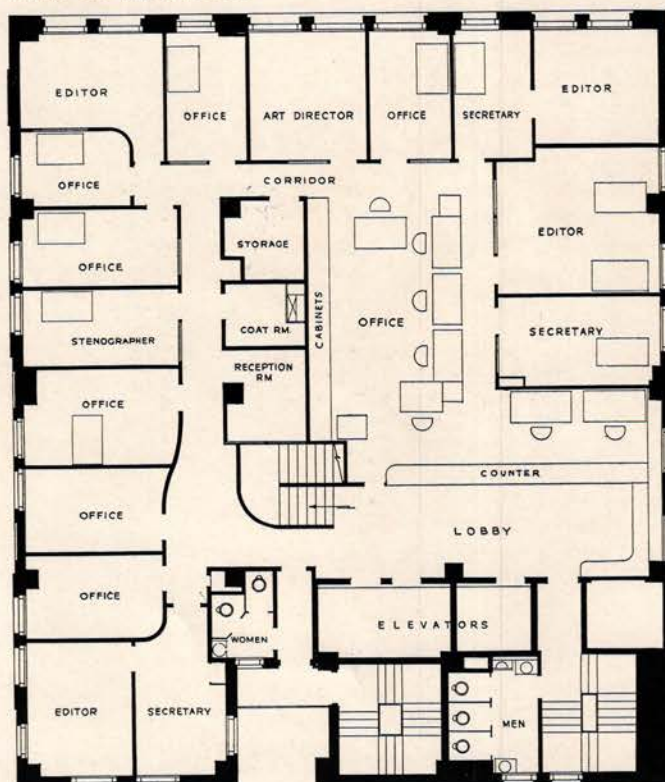 EDITOR
OFFICE
ART DIRECTOR
OFFICE
SECRETARY
EDITOR
OFFICE
CORRIDOR
OFFICE
STORAGE
EDITOR
STENOGRAPHER
COAT RM.
CABINETS
OFFICE
SECRETARY
OFFICE
RECEPTION
RM
COUNTER
OFFICE
LOBBY
OFFICE
WOMEN
ELEVATORS
EDITOR
SECRETARY
MEN